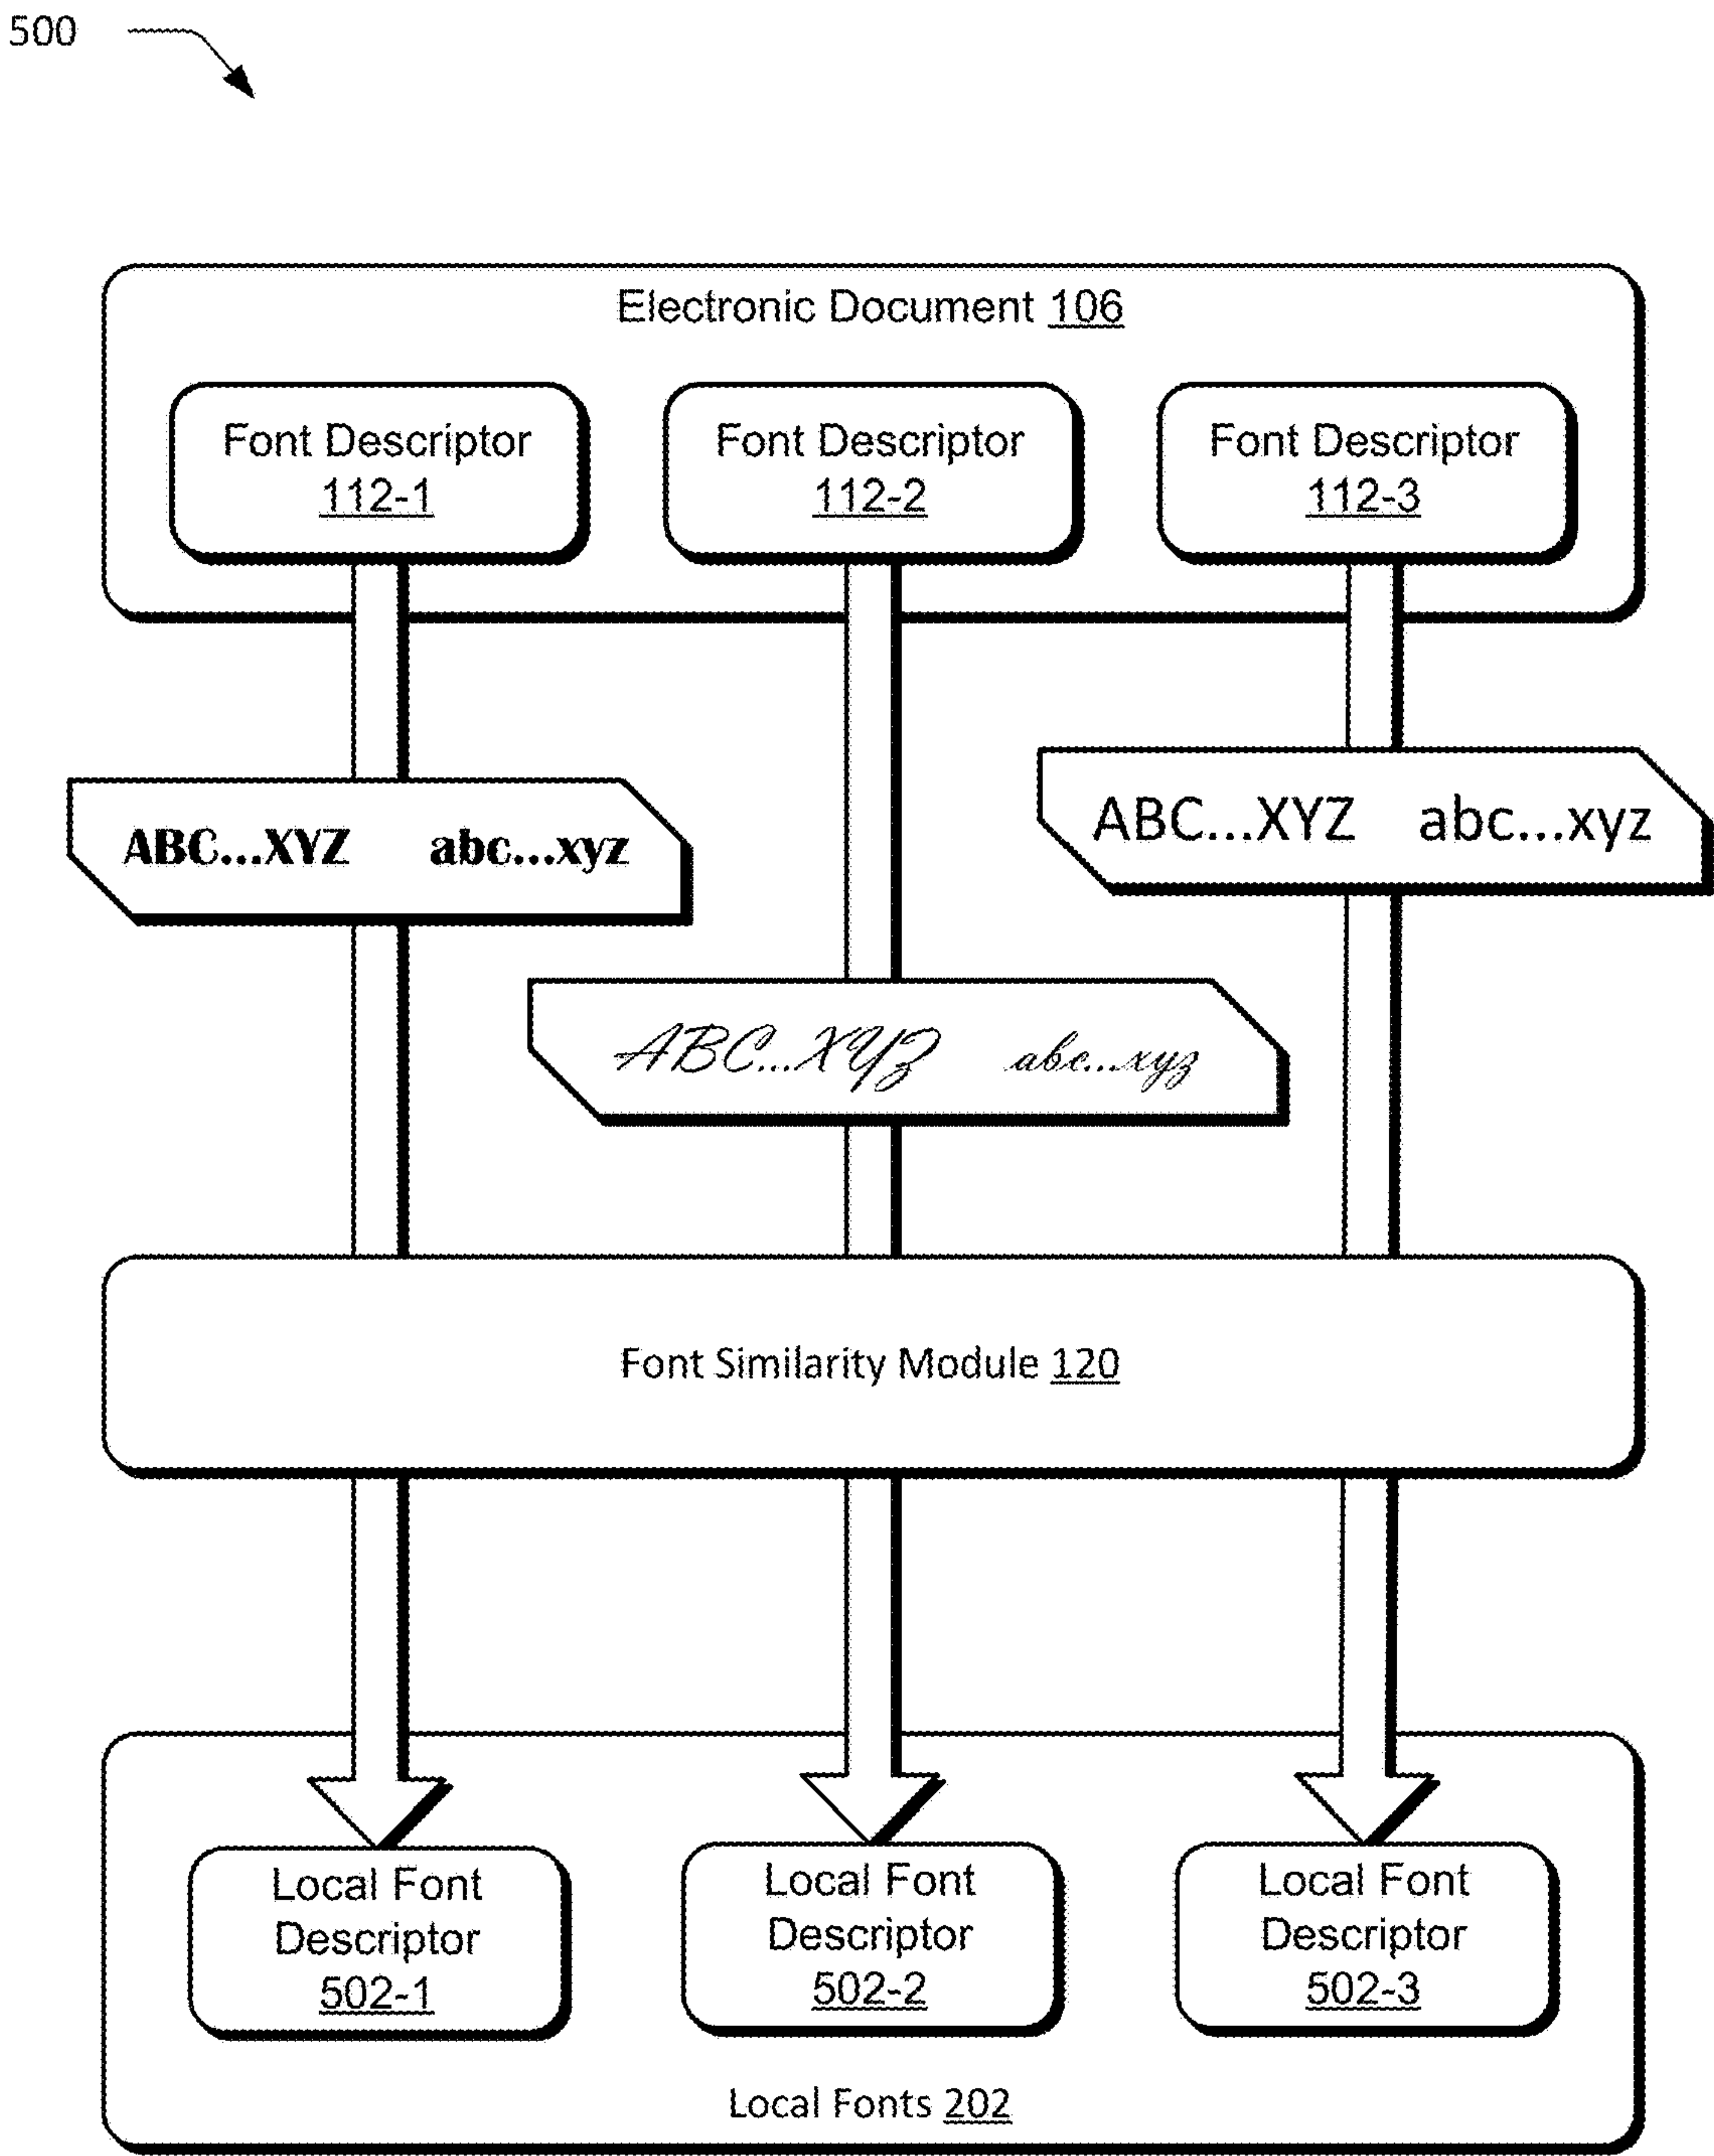 500
Electronic Document 106
Font Descriptor
112-1
Font Descriptor
112-2
Font Descriptor
112-3
ABC...XYZ abc...xyz
ABC...XYZ abc...xyz
ABC...XYZ abc...xyz
Font Similarity Module 120
Local Font
Descriptor
502-1
Local Font
Descriptor
502-2
Local Font
Descriptor
502-3
Local Fonts 202